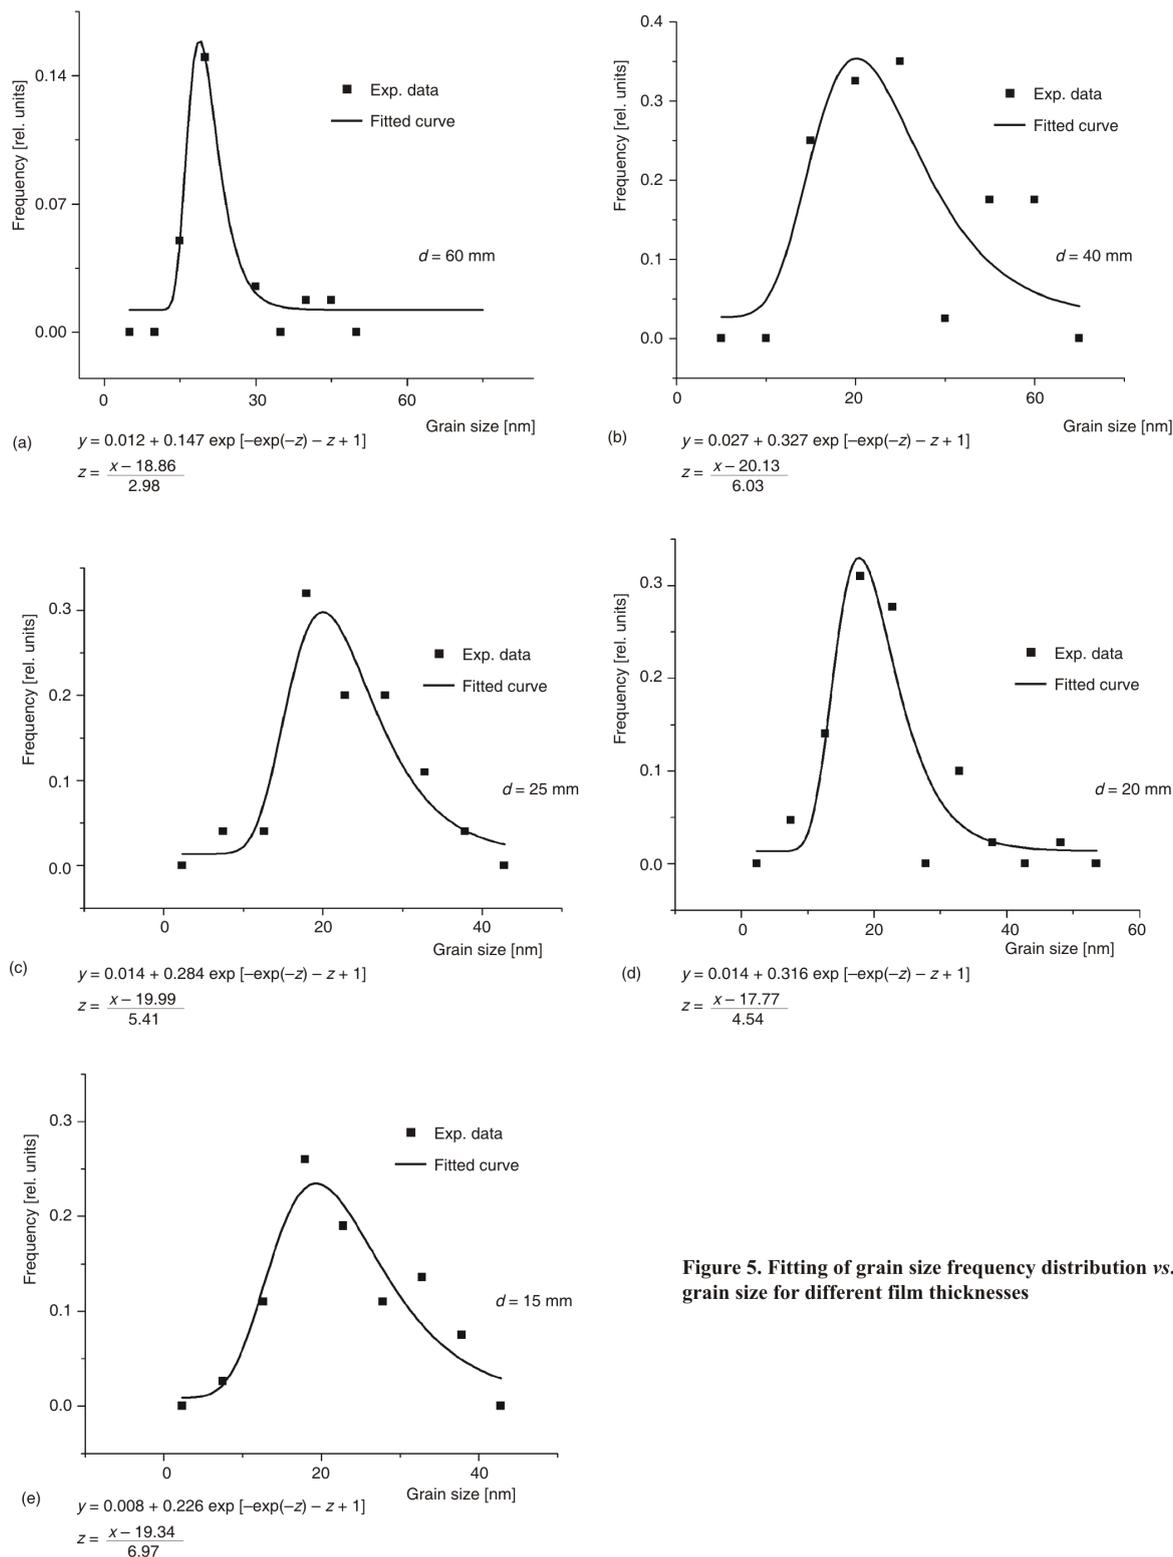 Frequency [rel. units]
0.14
0.07
0.00
Exp. data
Fitted curve
d = 60 mm
0 30 60
Grain size [nm]
(a)
y = 0.012 + 0.147 exp [–exp(–z) – z + 1]
z = x – 18.86
2.98
Frequency [rel. units]
0.4
0.3
0.2
0.1
0.0
Exp. data
Fitted curve
d = 40 mm
0 20 60
Grain size [nm]
(b)
y = 0.027 + 0.327 exp [–exp(–z) – z + 1]
z = x – 20.13
6.03
Frequency [rel. units]
0.3
0.2
0.1
0.0
Exp. data
Fitted curve
d = 25 mm
0 20 40
Grain size [nm]
(c)
y = 0.014 + 0.284 exp [–exp(–z) – z + 1]
z = x – 19.99
5.41
Frequency [rel. units]
0.3
0.2
0.1
0.0
Exp. data
Fitted curve
d = 20 mm
0 20 40 60
Grain size [nm]
(d)
y = 0.014 + 0.316 exp [–exp(–z) – z + 1]
z = x – 17.77
4.54
Frequency [rel. units]
0.3
0.2
0.1
0.0
Exp. data
Fitted curve
d = 15 mm
0 20 40
Grain size [nm]
(e)
y = 0.008 + 0.226 exp [–exp(–z) – z + 1]
z = x – 19.34
6.97
Figure 5. Fitting of grain size frequency distribution vs.
grain size for different film thicknesses